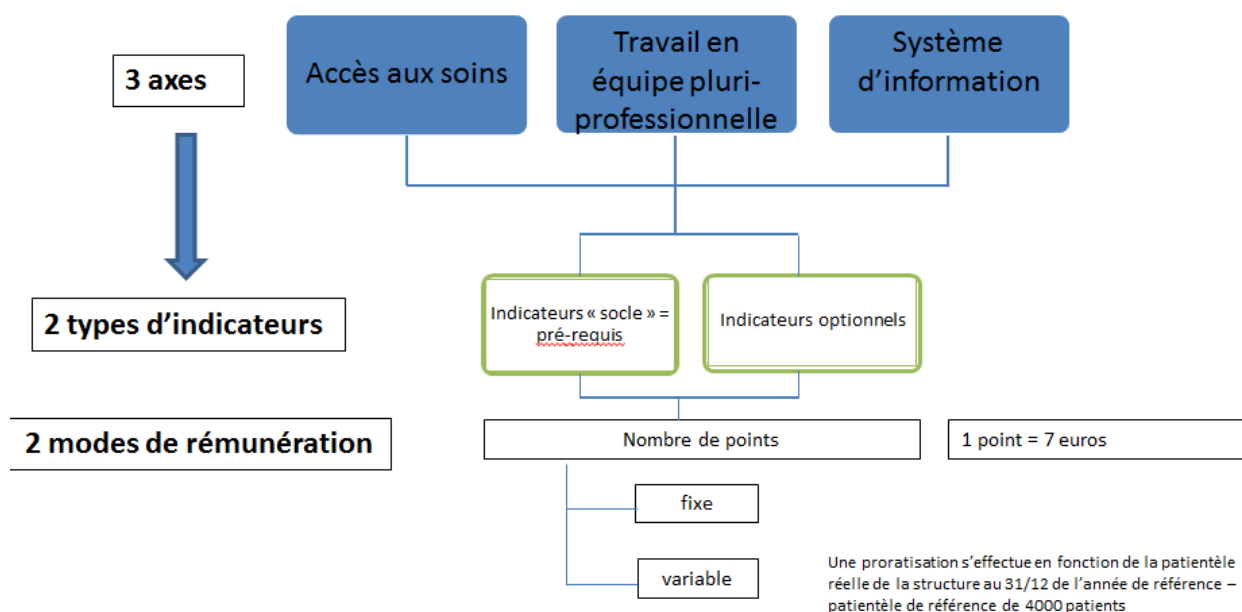 3 axes
Accès aux soins
Travail en
équipe pluri-
professionnelle
Système
d'information
2 types d'indicateurs
Indicateurs « socle » =
pré-requis
Indicateurs optionnels
2 modes de rémunération
Nombre de points
1 point = 7 euros
fixe
variable
Une proratisation s'effectue en fonction de la patientèle
réelle de la structure au 31/12 de l'année de référence –
patientèle de référence de 4000 patients